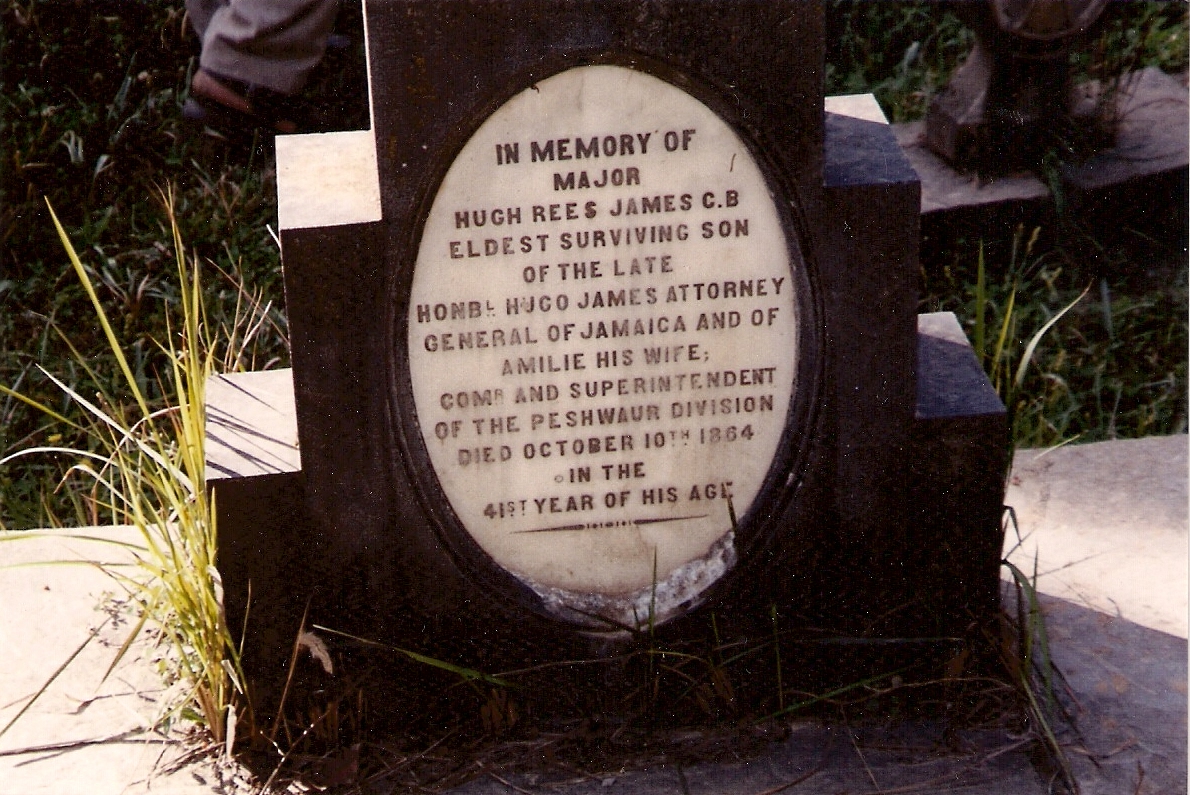 IN MEMORY OF
MAJOR
HUGH REES JAMES C.B
ELDEST SURVIVING SON
OF THE LATE
HONBL HUGO JAMES ATTORNEY
GENERAL OF JAMAICA AND OF
AMILIE HIS WIFE;
COMR AND SUPERINTENDENT
OF THE PESHWAUR DIVISION
DIED OCTOBER 10TH 1864
IN THE
41ST YEAR OF HIS AGE